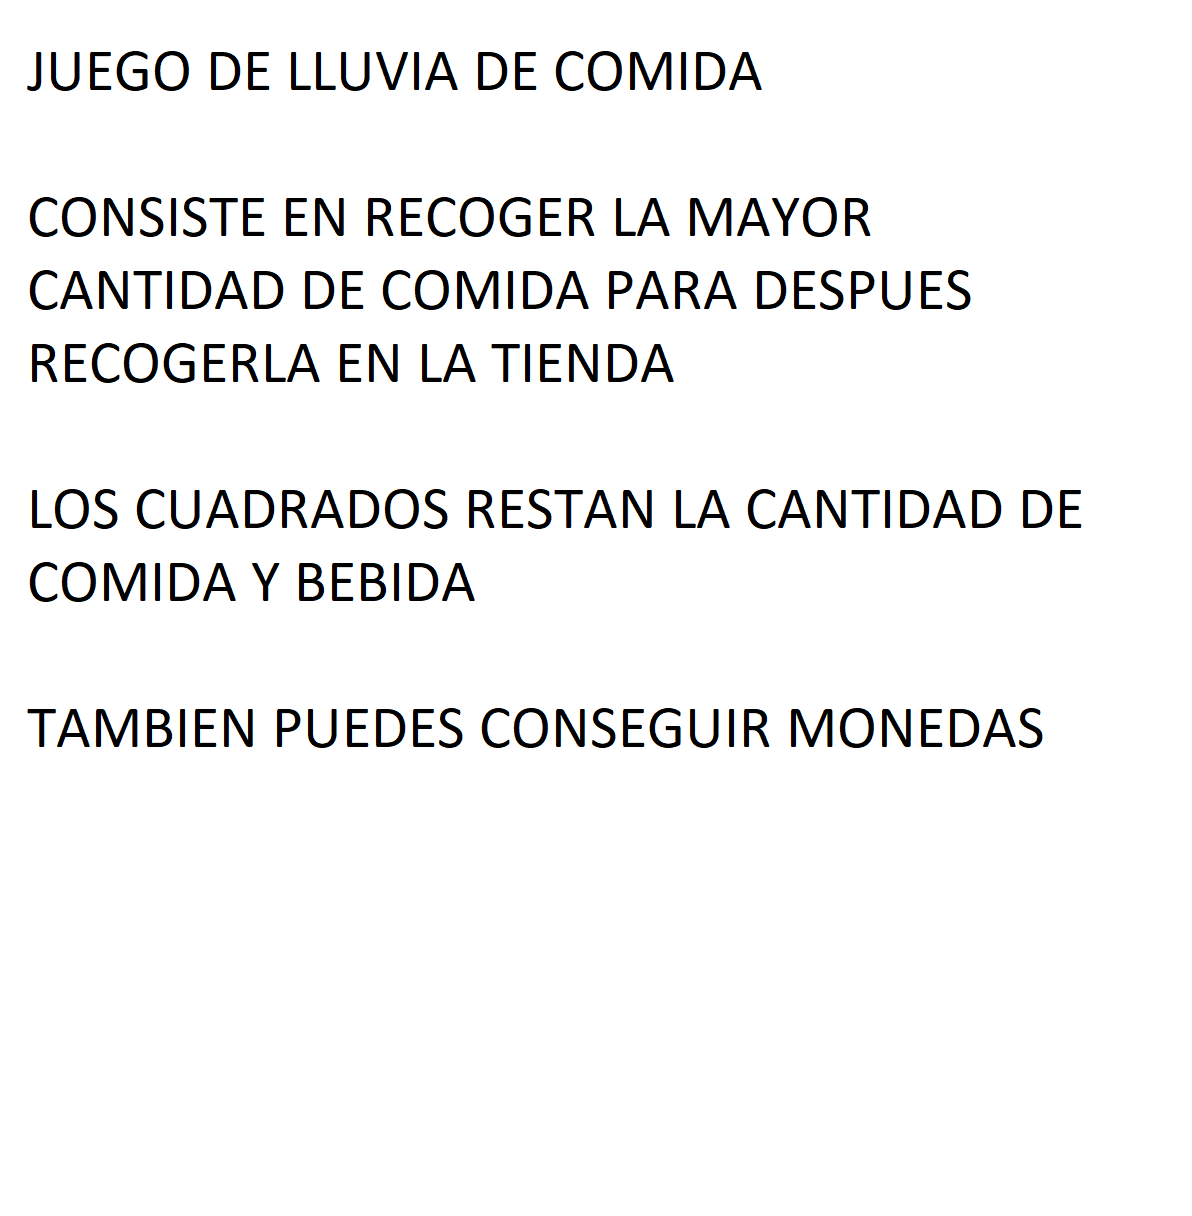 JUEGO DE LLUVIA DE COMIDA
CONSISTE EN RECOGER LA MAYOR
CANTIDAD DE COMIDA PARA DESPUES
RECOGERLA EN LA TIENDA
LOS CUADRADOS RESTAN LA CANTIDAD DE
COMIDA Y BEBIDA
TAMBIEN PUEDES CONSEGUIR MONEDAS